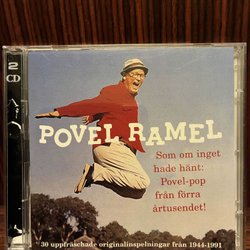 2
CD
POVEL RAMEL
Som om inget
hade hänt:
Povel-pop
från förra
årtusendet!
30 uppfräschade originalinspelningar från 1944-1991